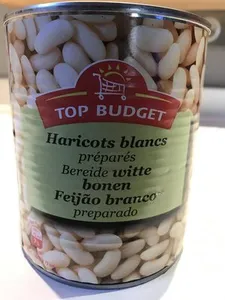 TOP BUDGET
Haricots blancs
préparés
Bereide witte
bonen
Feijão branco
preparado